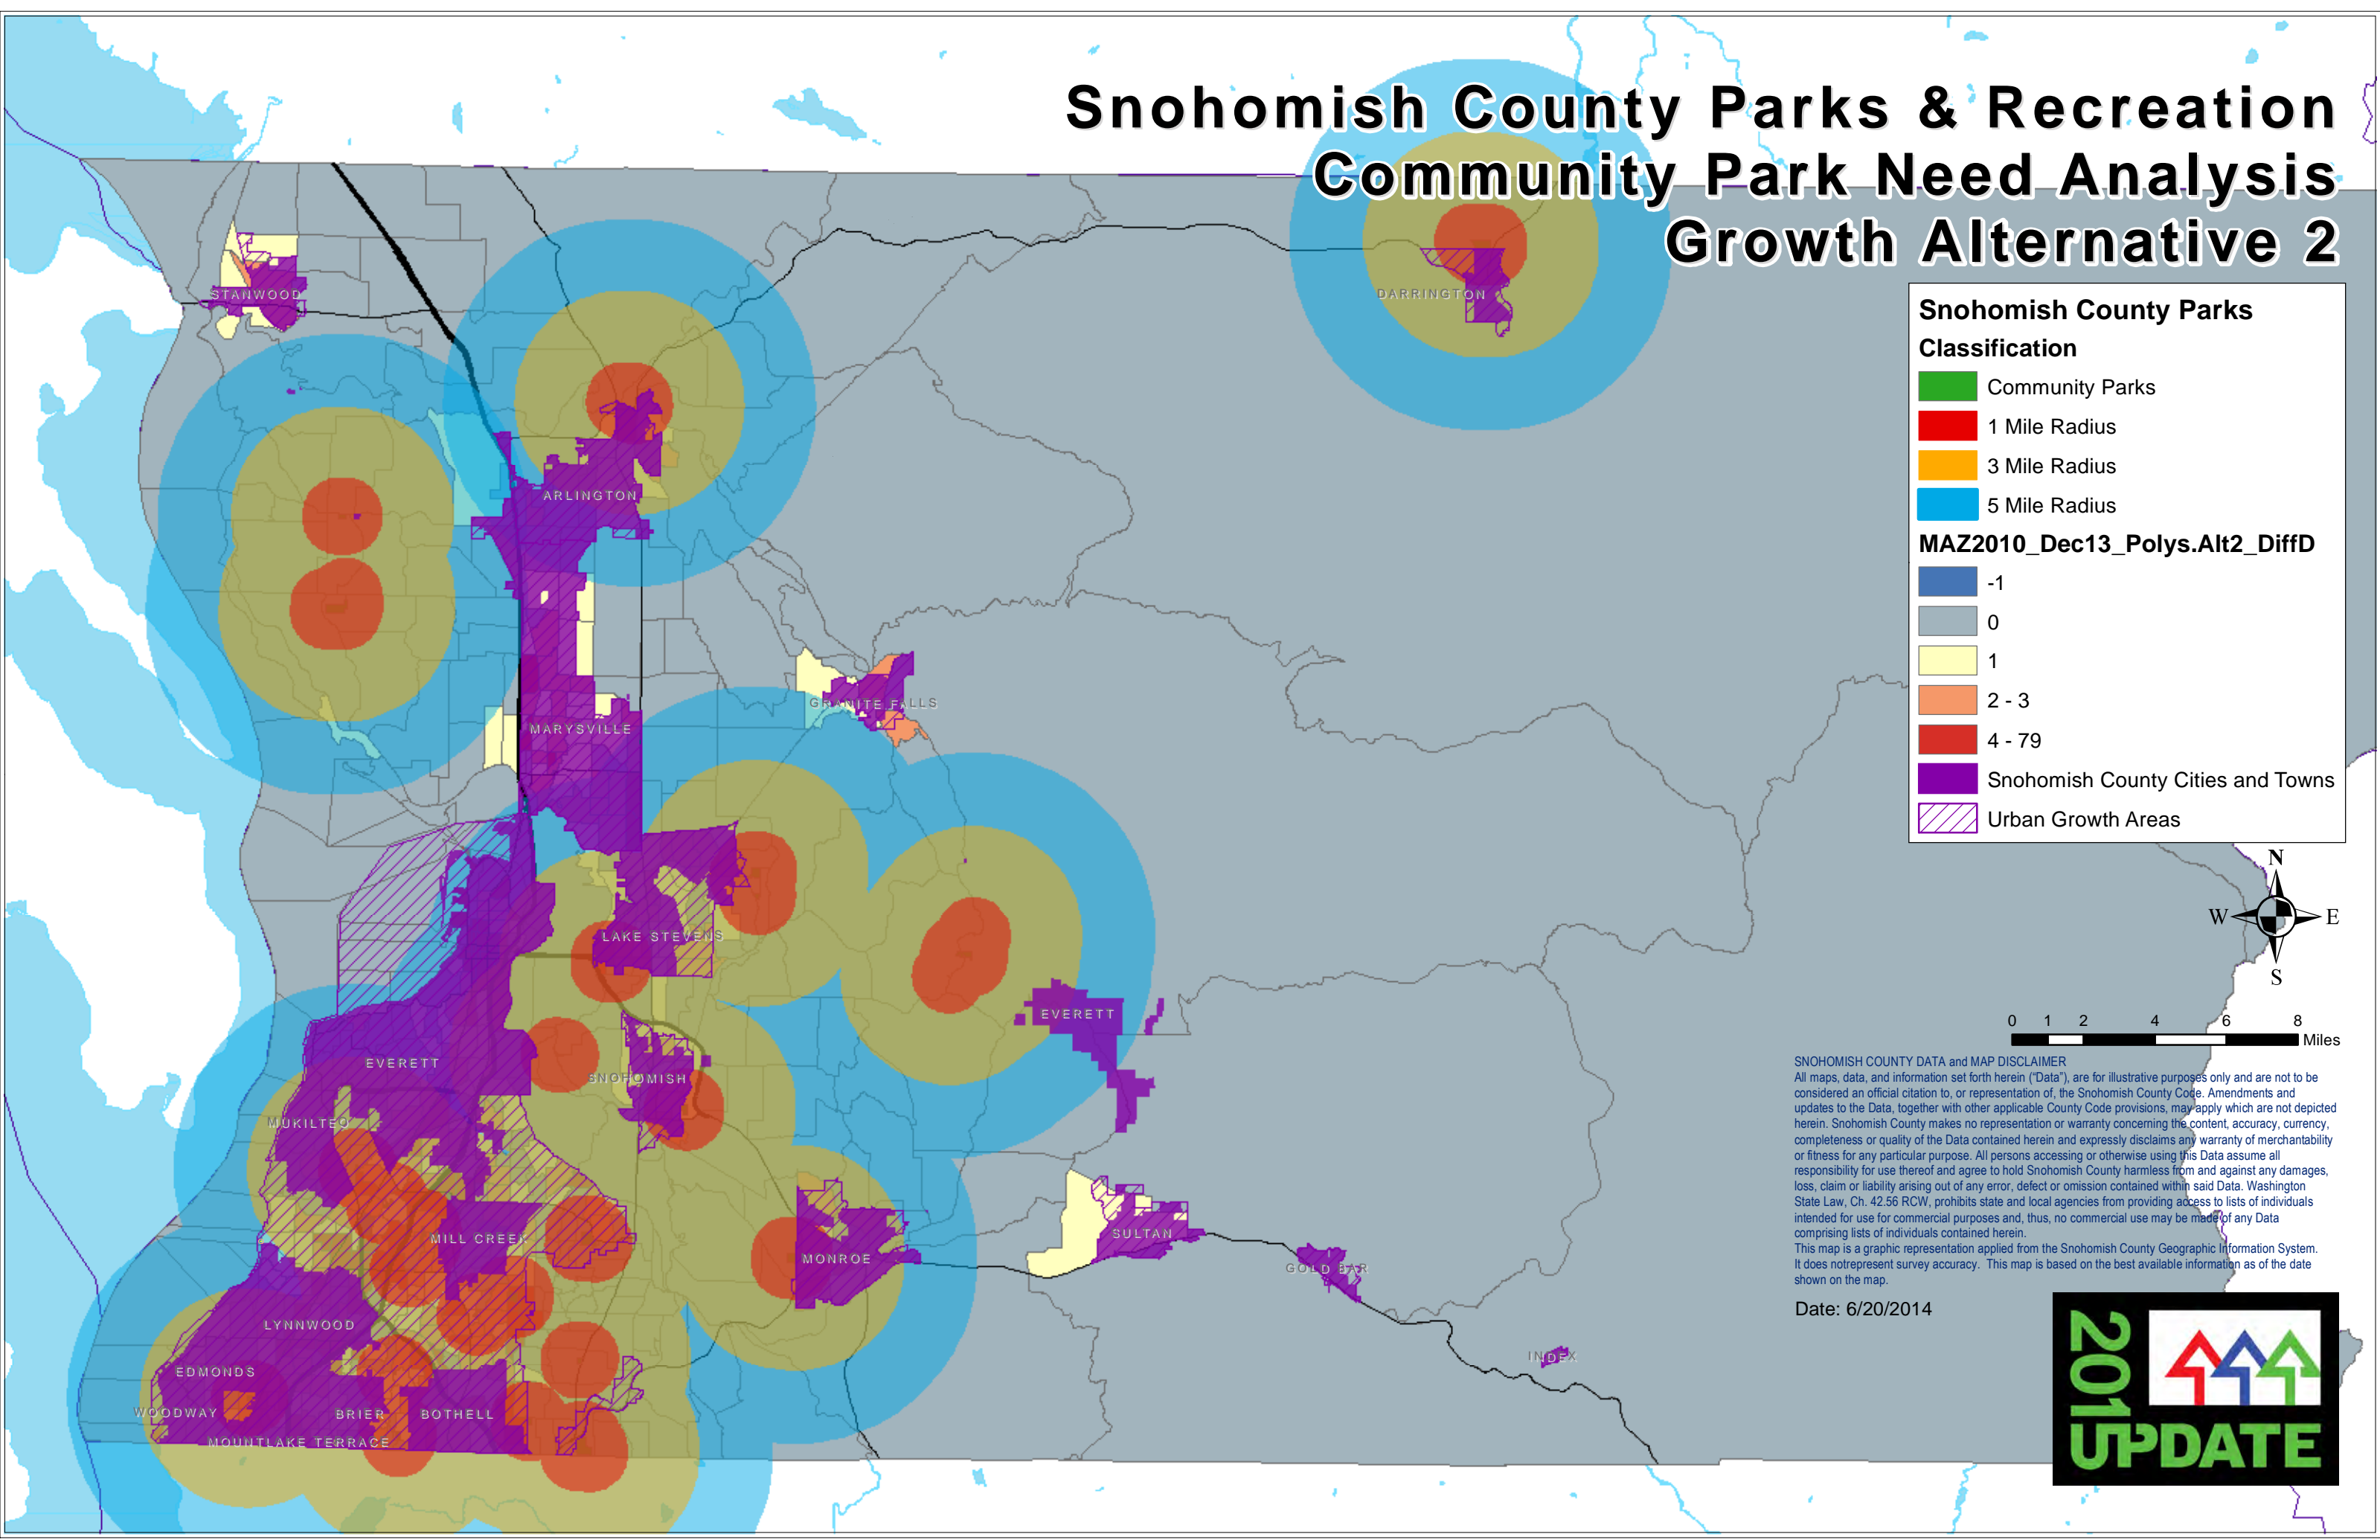 Snohomish County Parks & Recreation
Community Park Need Analysis
Growth Alternative 2
Snohomish County Parks
Classification
Community Parks
1 Mile Radius
3 Mile Radius
5 Mile Radius
MAZ2010_Dec13_Polys.Alt2_DiffD
-1
0
1
2 - 3
4 - 79
Snohomish County Cities and Towns
Urban Growth Areas
STANWOOD
DARRINGTON
ARLINGTON
GRANITE FALLS
MARYSVILLE
LAKE STEVENS
EVERETT
EVERETT
SNOHOMISH
MUKILTEO
MILL CREEK
MONROE
SULTAN
GOLD BAR
LYNNWOOD
INDEX
EDMONDS
WOODWAY
BRIER
BOTHELL
MOUNTLAKE TERRACE
N
W E
S
0 1 2 4 6 8
Miles
SNOHOMISH COUNTY DATA and MAP DISCLAIMER
All maps, data, and information set forth herein ("Data"), are for illustrative purposes only and are not to be
considered an official citation to, or representation of, the Snohomish County Code. Amendments and
updates to the Data, together with other applicable County Code provisions, may apply which are not depicted
herein. Snohomish County makes no representation or warranty concerning the content, accuracy, currency,
completeness or quality of the Data contained herein and expressly disclaims any warranty of merchantability
or fitness for any particular purpose. All persons accessing or otherwise using this Data assume all
responsibility for use thereof and agree to hold Snohomish County harmless from and against any damages,
loss, claim or liability arising out of any error, defect or omission contained within said Data. Washington
State Law, Ch. 42.56 RCW, prohibits state and local agencies from providing access to lists of individuals
intended for use for commercial purposes and, thus, no commercial use may be made of any Data
comprising lists of individuals contained herein.
This map is a graphic representation applied from the Snohomish County Geographic Information System.
It does notrepresent survey accuracy. This map is based on the best available information as of the date
shown on the map.
Date: 6/20/2014
2015
UPDATE